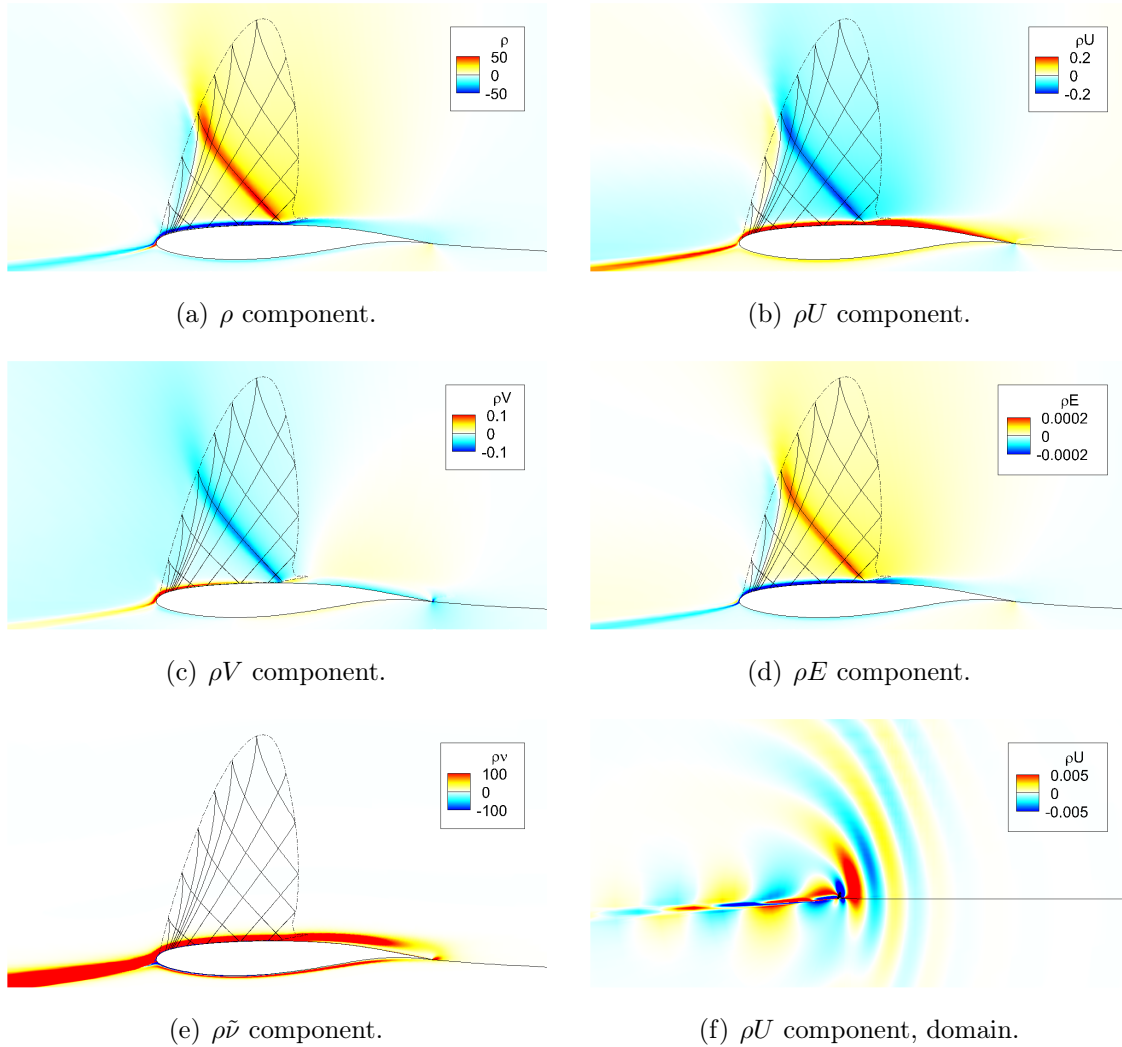 ρ
50
0
-50
ρU
0.2
0
-0.2
(a) ρ component.
(b) ρU component.
ρV
0.1
0
-0.1
ρE
0.0002
0
-0.0002
(c) ρV component.
(d) ρE component.
ρν
100
0
-100
ρU
0.005
0
-0.005
(e) ρν̃ component.
(f) ρU component, domain.